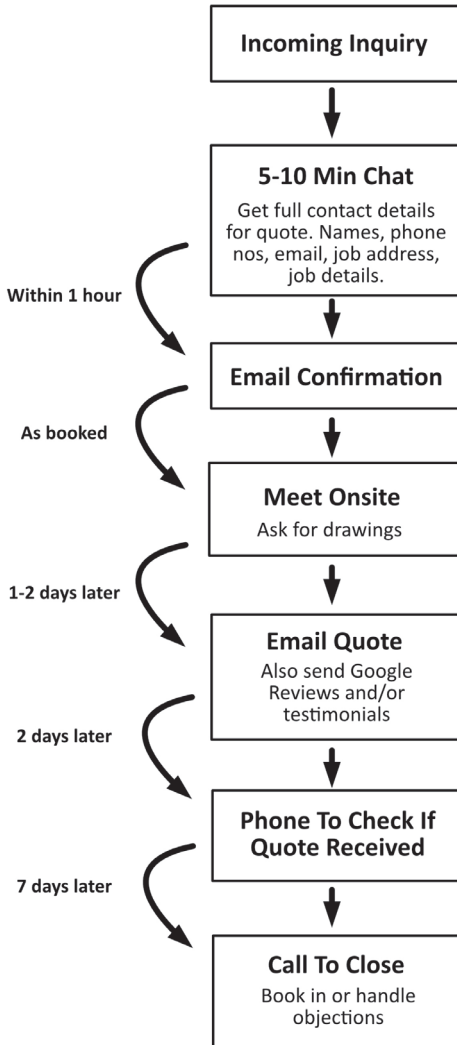 Incoming Inquiry
5-10 Min Chat
Get full contact details
for quote. Names, phone
nos, email, job address,
job details.
Within 1 hour
Email Confirmation
As booked
Meet Onsite
Ask for drawings
1-2 days later
Email Quote
Also send Google
Reviews and/or
testimonials
2 days later
Phone To Check If
Quote Received
7 days later
Call To Close
Book in or handle
objections